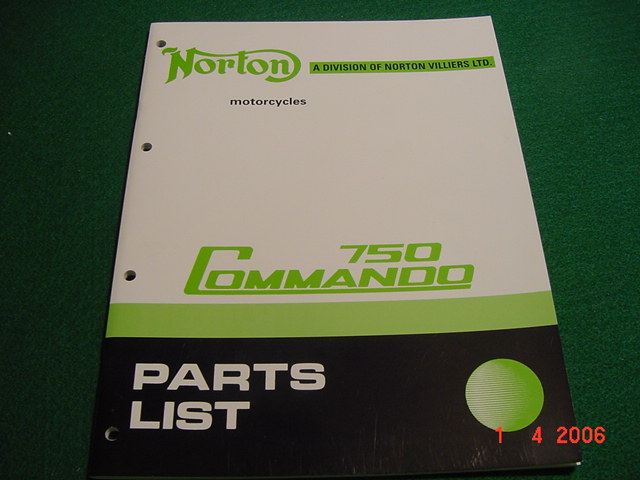 Norton
A DIVISION OF NORTON VILLIERS LTD.
motorcycles
750
COMMANDO
PARTS
LIST
1 4 2006